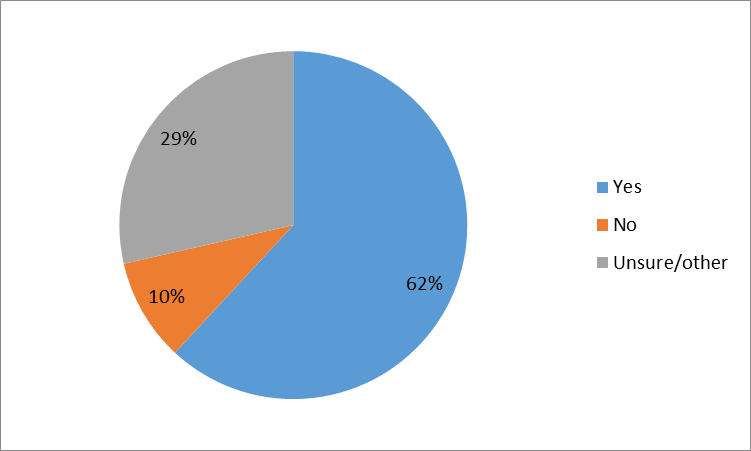 29%
10%
62%
Yes
No
Unsure/other